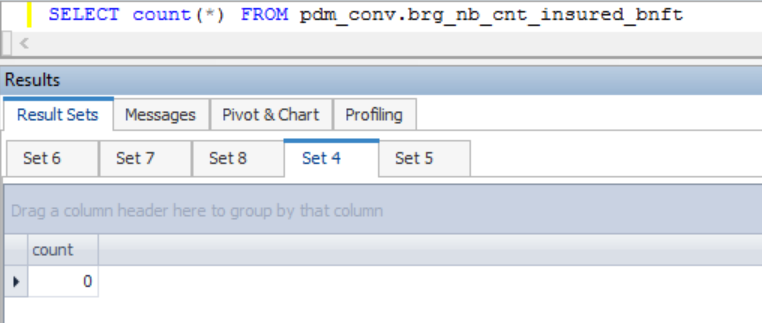 SELECT count(*) FROM pdm_conv.brg_nb_cnt_insured_bnft
Results
Result Sets Messages Pivot & Chart Profiling
Set 6 Set 7 Set 8 Set 4 Set 5
Drag a column header here to group by that column
count
0